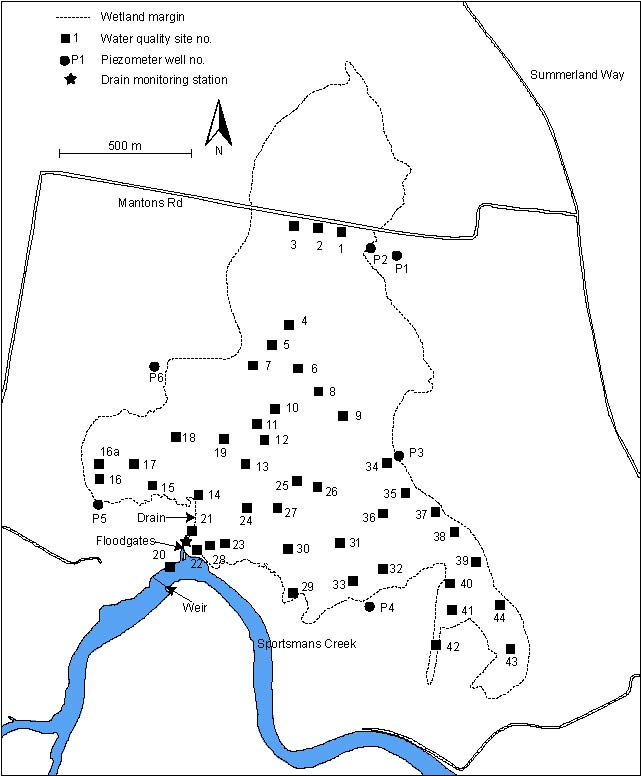 Wetland margin
1 Water quality site no.
P1 Piezometer well no.
Drain monitoring station
Summerland Way
500 m
N
Mantons Rd
3
2
1
P2
P1
4
5
7
6
P6
8
10
9
11
18
19
12
16a
17
13
34
P3
16
15
25
26
35
14
P5
Drain
21
24
27
36
37
38
Floodgates
20
22
28
23
30
31
39
32
40
33
29
Weir
P4
41
44
Sportsmans Creek
42
43